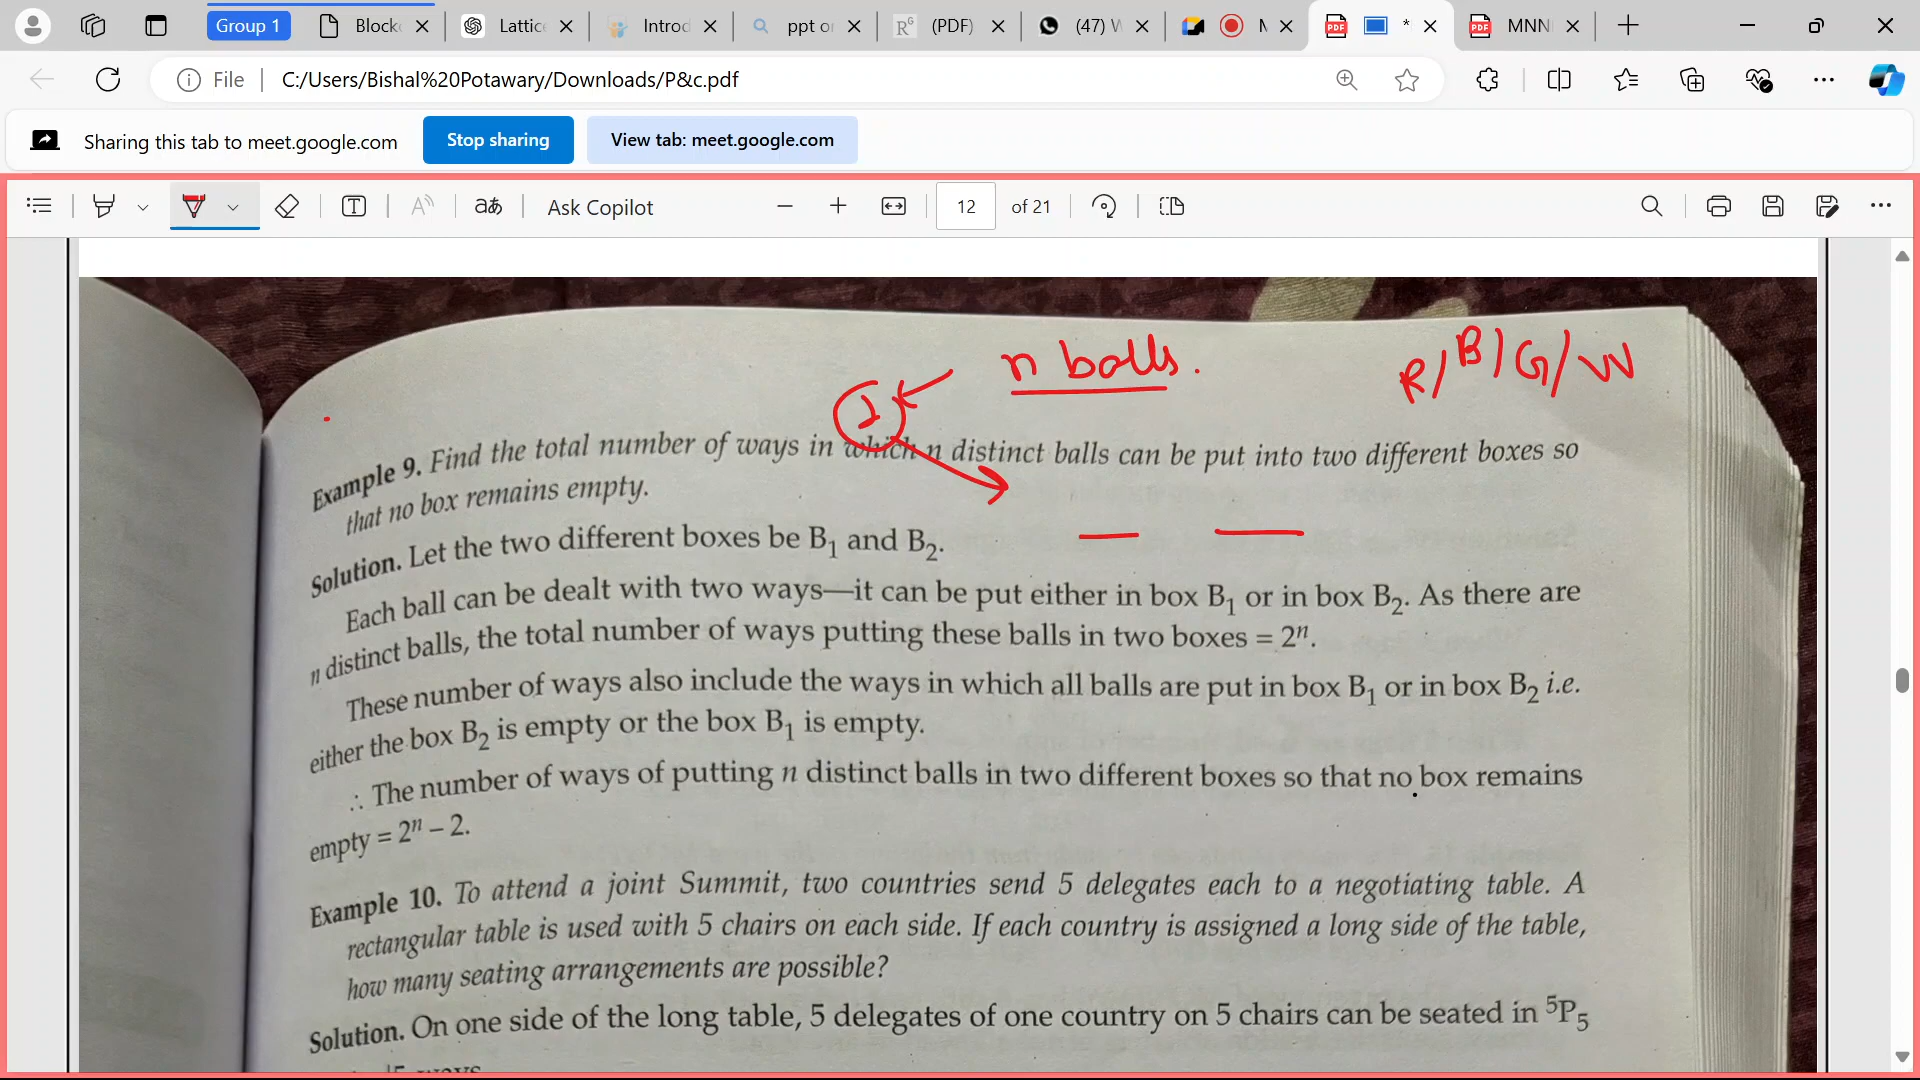 Group 1 Block Lattice Introd ppt or (PDF) (47) W M * MNN
File C:/Users/Bishal%20Potawary/Downloads/P&c.pdf
Sharing this tab to meet.google.com Stop sharing View tab: meet.google.com
Ask Copilot 12 of 21
n balls. R/B/G/W
1
Example 9. Find the total number of ways in which n distinct balls can be put into two different boxes so
that no box remains empty.
Solution. Let the two different boxes be B₁ and B₂.
Each ball can be dealt with two ways—it can be put either in box B₁ or in box B₂. As there are
n distinct balls, the total number of ways putting these balls in two boxes = 2ⁿ.
These number of ways also include the ways in which all balls are put in box B₁ or in box B₂ i.e.
either the box B₂ is empty or the box B₁ is empty.
∴ The number of ways of putting n distinct balls in two different boxes so that no box remains
empty = 2ⁿ – 2.
Example 10. To attend a joint Summit, two countries send 5 delegates each to a negotiating table. A
rectangular table is used with 5 chairs on each side. If each country is assigned a long side of the table,
how many seating arrangements are possible?
Solution. On one side of the long table, 5 delegates of one country on 5 chairs can be seated in ⁵P₅